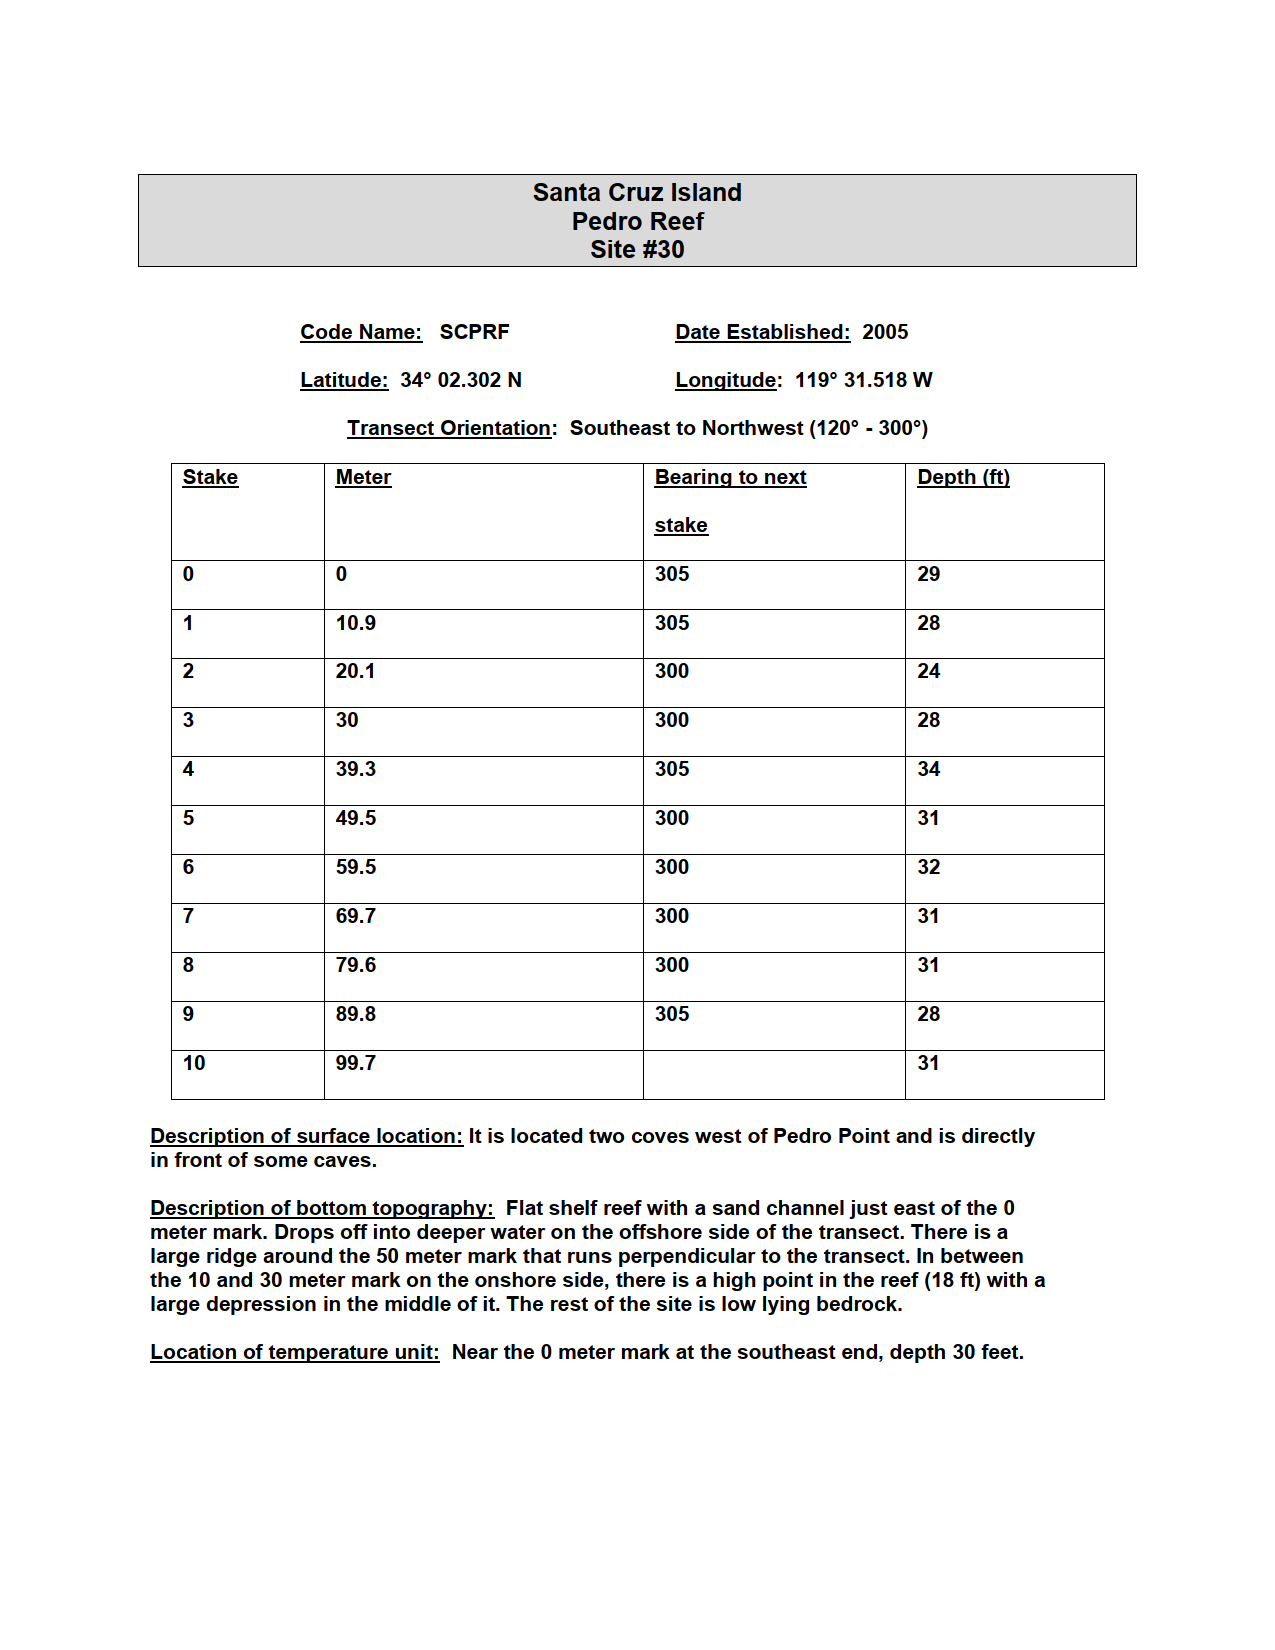 Santa Cruz Island
Pedro Reef
Site #30
Code Name: SCPRF Date Established: 2005
Latitude: 34° 02.302 N Longitude: 119° 31.518 W
Transect Orientation: Southeast to Northwest (120° - 300°)
Stake Meter Bearing to next stake Depth (ft)
0 0 305 29
1 10.9 305 28
2 20.1 300 24
3 30 300 28
4 39.3 305 34
5 49.5 300 31
6 59.5 300 32
7 69.7 300 31
8 79.6 300 31
9 89.8 305 28
10 99.7 31
Description of surface location: It is located two coves west of Pedro Point and is directly
in front of some caves.
Description of bottom topography: Flat shelf reef with a sand channel just east of the 0
meter mark. Drops off into deeper water on the offshore side of the transect. There is a
large ridge around the 50 meter mark that runs perpendicular to the transect. In between
the 10 and 30 meter mark on the onshore side, there is a high point in the reef (18 ft) with a
large depression in the middle of it. The rest of the site is low lying bedrock.
Location of temperature unit: Near the 0 meter mark at the southeast end, depth 30 feet.